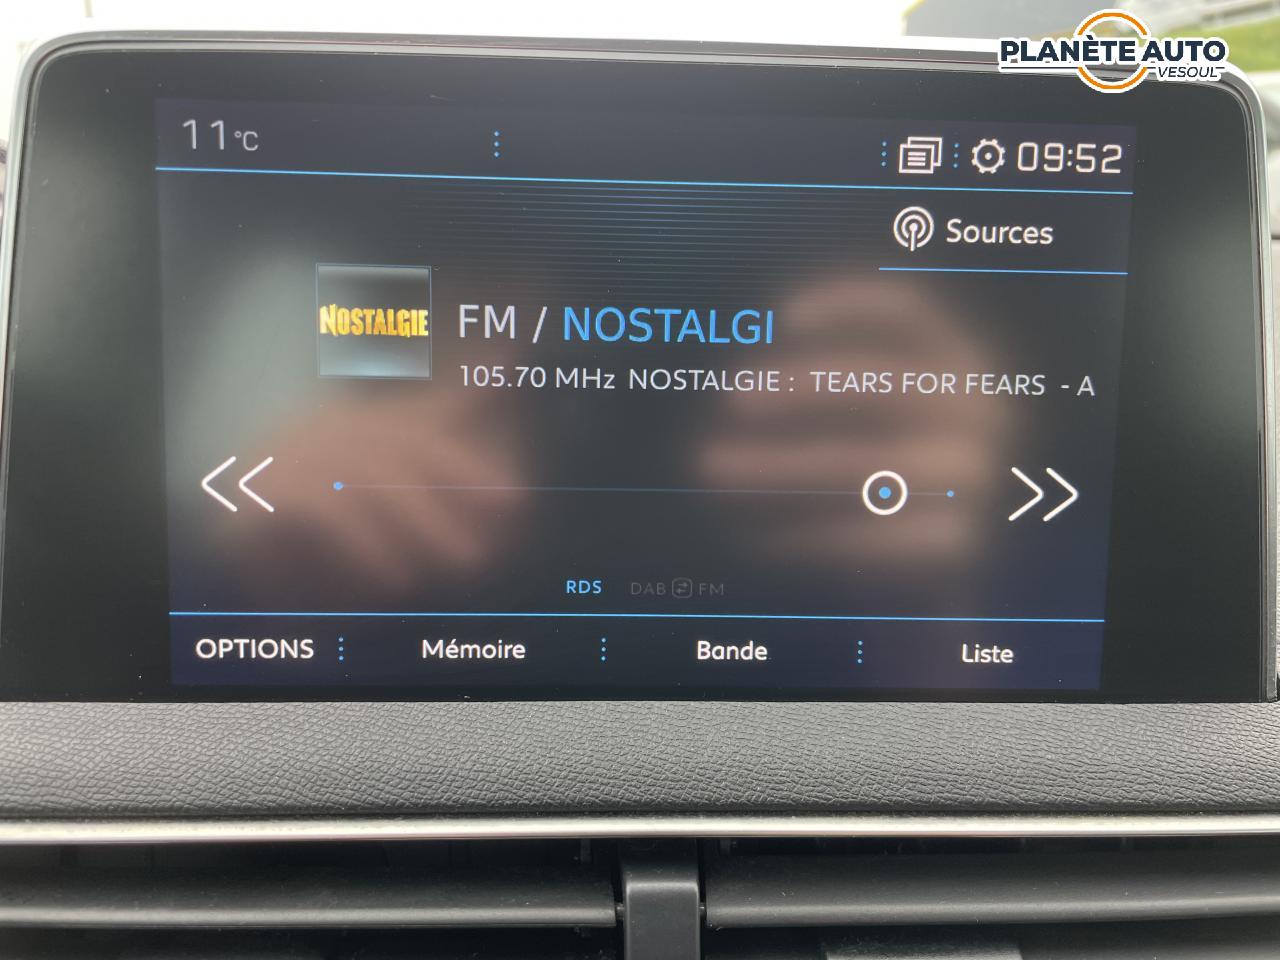 PLANÈTE AUTO
VESOUL
11°C
09:52
Sources
NOSTALGIE
FM / NOSTALGI
105.70 MHz NOSTALGIE : TEARS FOR FEARS - A
RDS DAB FM
OPTIONS Mémoire Bande Liste